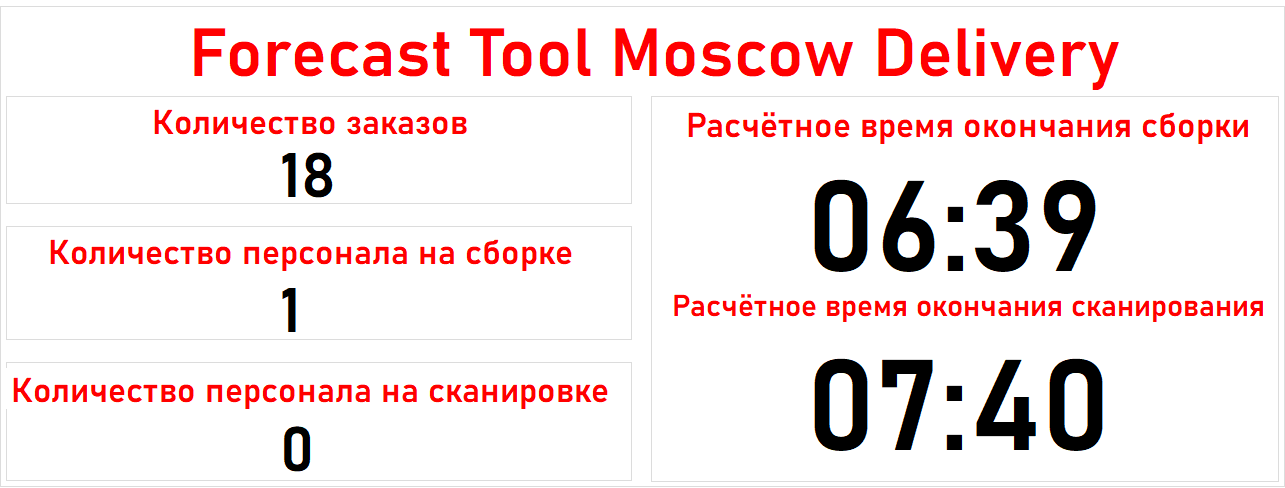 Forecast Tool Moscow Delivery
Количество заказов
18
Количество персонала на сборке
1
Количество персонала на сканировке
0
Расчётное время окончания сборки
06:39
Расчётное время окончания сканирования
07:40